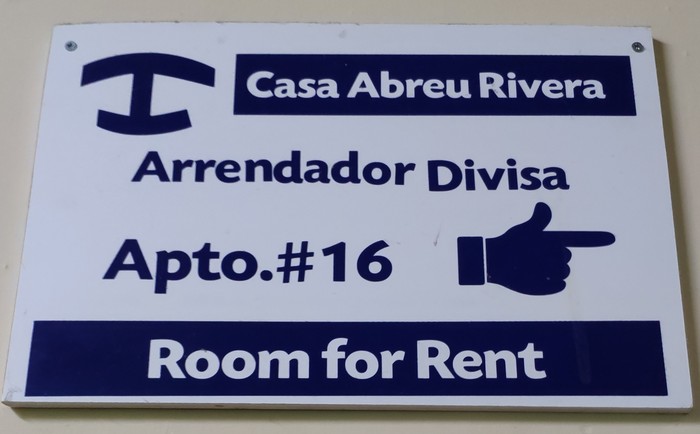 Casa Abreu Rivera
Arrendador Divisa
Apto.#16
Room for Rent